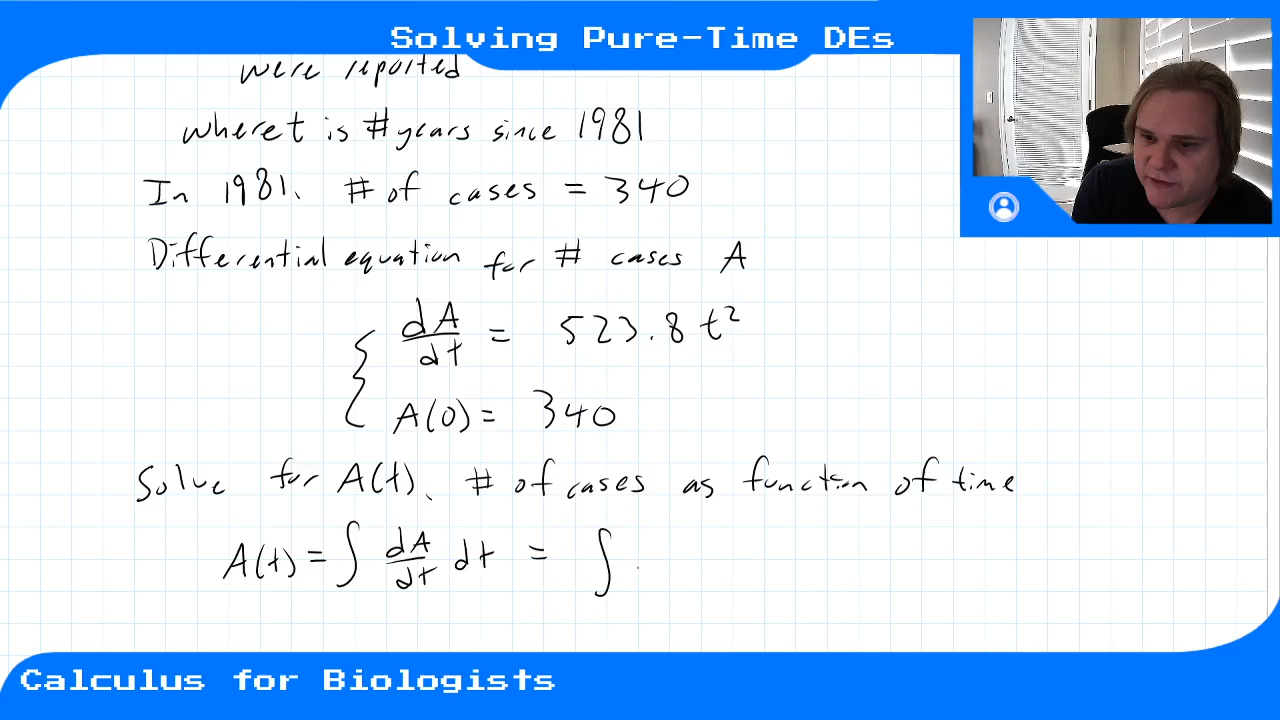 Solving Pure-Time DEs
were reported
where t is # years since 1981
In 1981, # of cases = 340
Differential equation for # cases A
dA/dt = 523.8 t²
A(0) = 340
Solve for A(t), # of cases as function of time
A(t) = ∫ dA/dt dt = ∫
Calculus for Biologists